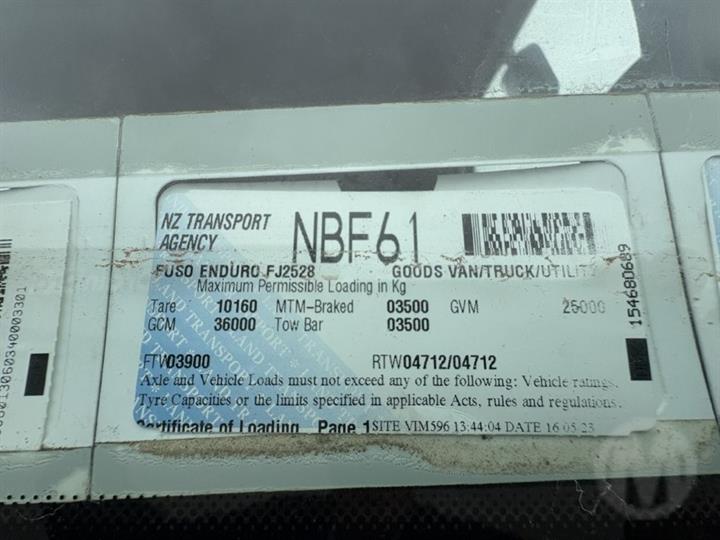 NZ TRANSPORT
AGENCY
NBF61
FUSO ENDURO FJ2528 GOODS VAN/TRUCK/UTILITY
Maximum Permissible Loading in Kg
Tare 10160 MTM-Braked 03500 GVM 25000
GCM 36000 Tow Bar 03500
FTW03900 RTW04712/04712
Axle and Vehicle Loads must not exceed any of the following: Vehicle ratings,
Tyre Capacities or the limits specified in applicable Acts, rules and regulations.
Certificate of Loading Page 1 SITE VIM596 13:44:04 DATE 16.05.23
154680689
M